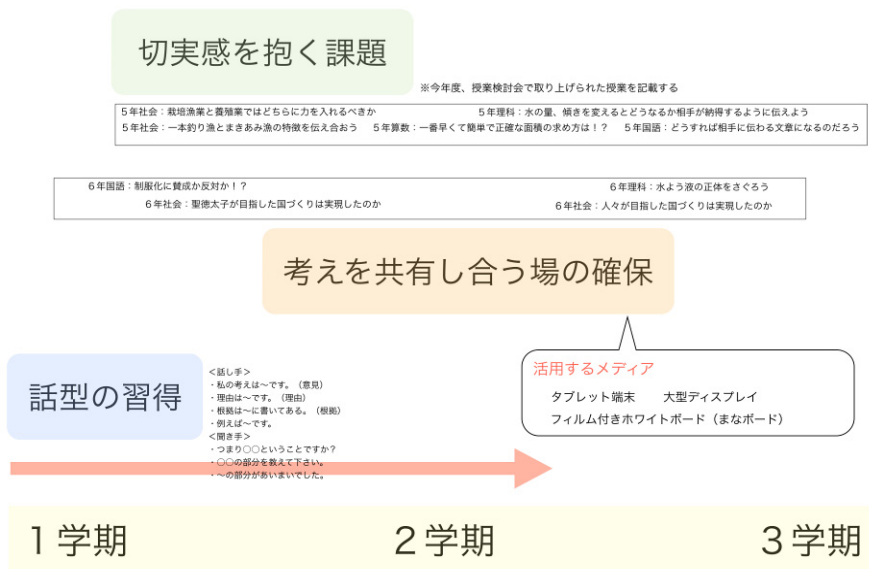 切実感を抱く課題
※今年度、授業検討会で取り上げられた授業を記載する
５年社会：栽培漁業と養殖業ではどちらに力を入れるべきか
５年理科：水の量、傾きを変えるとどうなるか相手が納得するように伝えよう
５年社会：一本釣り漁とまきあみ漁の特徴を伝え合おう
５年算数：一番早くて簡単で正確な面積の求め方は！？
５年国語：どうすれば相手に伝わる文章になるのだろう
６年国語：制服化に賛成か反対か！？
６年理科：水よう液の正体をさぐろう
６年社会：聖徳太子が目指した国づくりは実現したのか
６年社会：人々が目指した国づくりは実現したのか
考えを共有し合う場の確保
話型の習得
＜話し手＞
・私の考えは～です。（意見）
・理由は～です。（理由）
・根拠は～に書いてある。（根拠）
・例えば～です。
＜聞き手＞
・つまり○○ということですか？
・○○の部分を教えて下さい。
・～の部分があいまいでした。
活用するメディア
タブレット端末　　大型ディスプレイ
フィルム付きホワイトボード（まなボード）
１学期
２学期
３学期